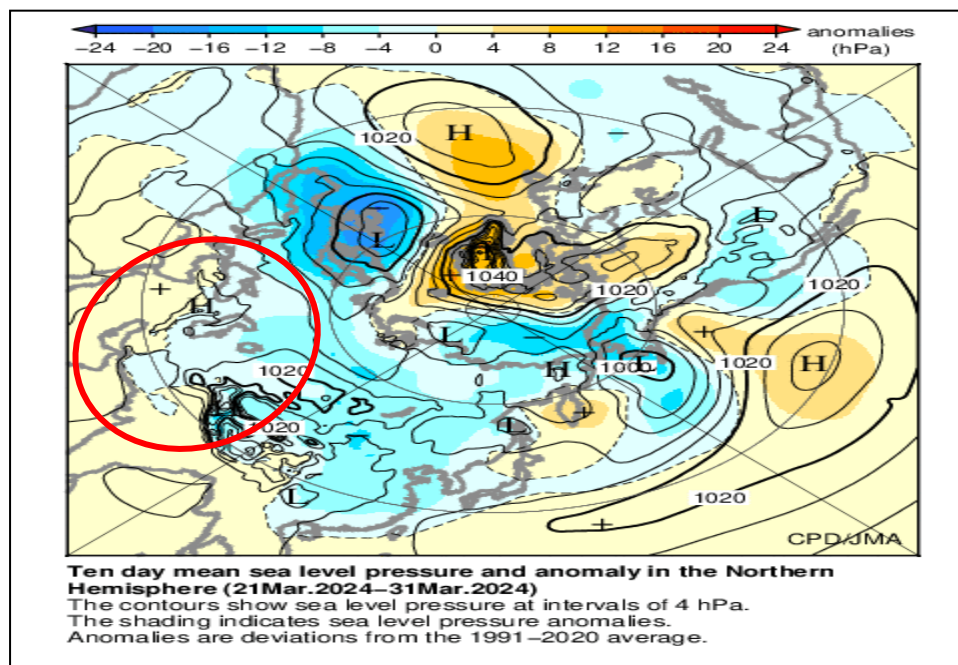 −24 −20 −16 −12 −8 −4 0 4 8 12 16 20 24
anomalies
(hPa)
1020
H
L
1040
1020
L
1020
H
L
H
1000
L
1020
H
1020
1020
L
L
1020
CPD/JMA
Ten day mean sea level pressure and anomaly in the Northern
Hemisphere (21Mar.2024−31Mar.2024)
The contours show sea level pressure at intervals of 4 hPa.
The shading indicates sea level pressure anomalies.
Anomalies are deviations from the 1991−2020 average.